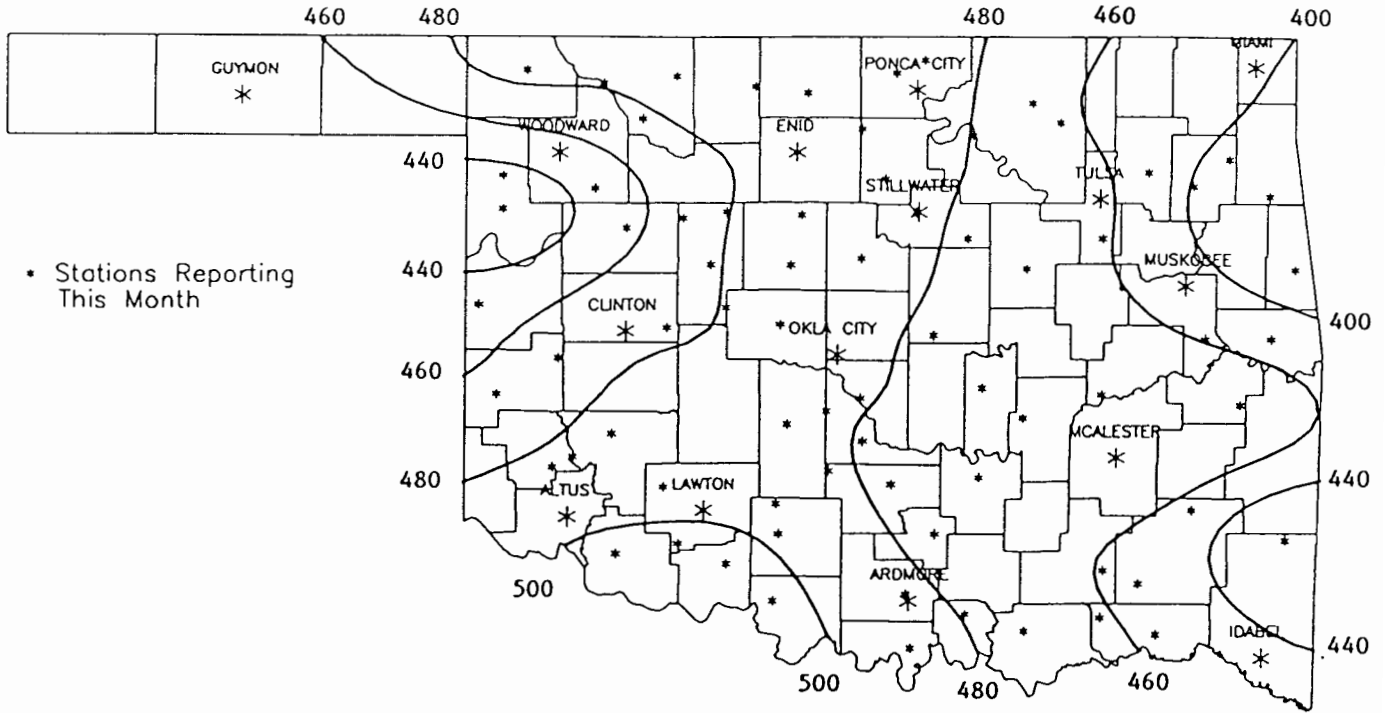 460 480 480 460 400
MIAMI
GUYMON
PONCA CITY
WOODWARD
ENID
440
TULSA
STILLWATER
* Stations Reporting
This Month
440
MUSKOGEE
CLINTON
OKLA CITY
400
460
MCALESTER
480
ALTUS
LAWTON
440
500
ARDMORE
IDABEL
440
500
480
460